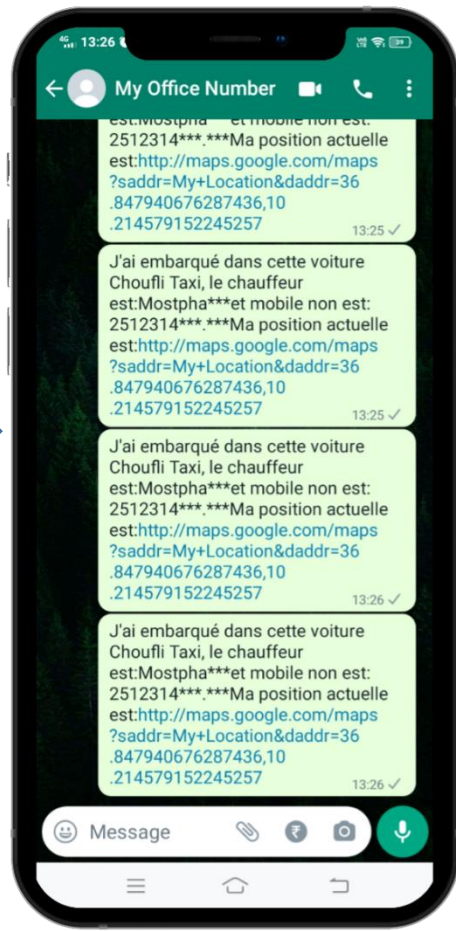 4G 13:26
My Office Number
est:Mostpha***et mobile non est:
2512314***.***Ma position actuelle
est:http://maps.google.com/maps
?saddr=My+Location&daddr=36
.847940676287436,10
.214579152245257
13:25
J'ai embarqué dans cette voiture
Choufli Taxi, le chauffeur
est:Mostpha***et mobile non est:
2512314***.***Ma position actuelle
est:http://maps.google.com/maps
?saddr=My+Location&daddr=36
.847940676287436,10
.214579152245257
13:25
J'ai embarqué dans cette voiture
Choufli Taxi, le chauffeur
est:Mostpha***et mobile non est:
2512314***.***Ma position actuelle
est:http://maps.google.com/maps
?saddr=My+Location&daddr=36
.847940676287436,10
.214579152245257
13:26
J'ai embarqué dans cette voiture
Choufli Taxi, le chauffeur
est:Mostpha***et mobile non est:
2512314***.***Ma position actuelle
est:http://maps.google.com/maps
?saddr=My+Location&daddr=36
.847940676287436,10
.214579152245257
13:26
Message